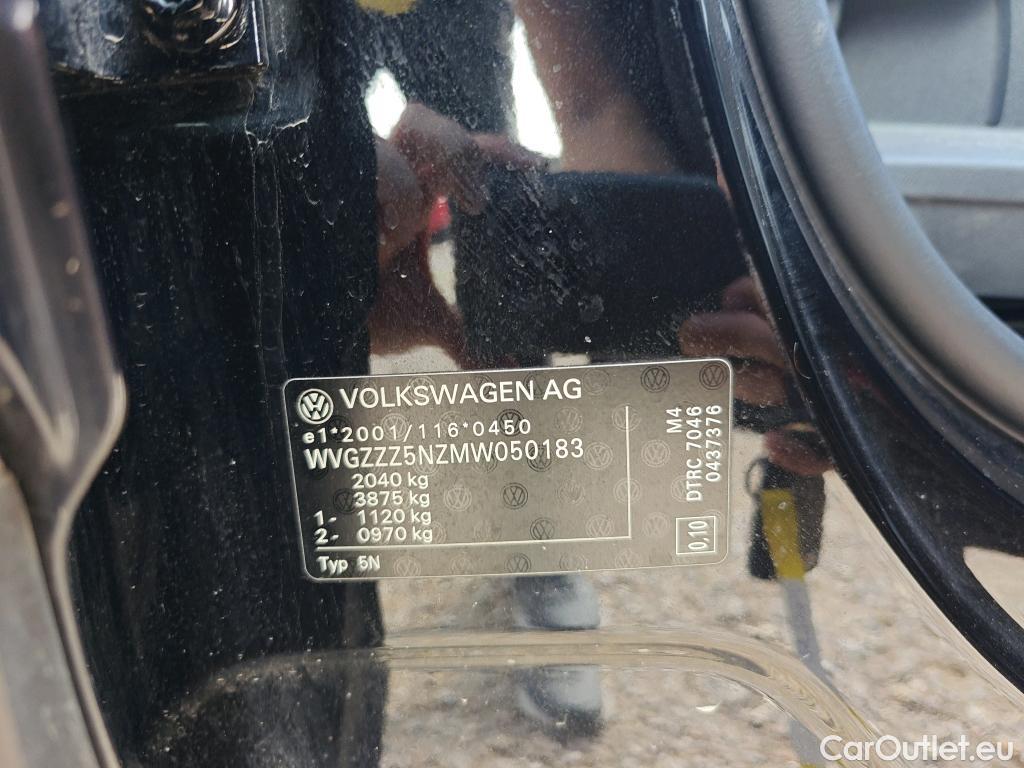 VOLKSWAGEN AG
e1*2001/116*0450
WVGZZZ5NZMW050183
2040 kg
3875 kg
1- 1120 kg
2- 0970 kg
Typ 5N
M4
DTRC 7046
0437376
0,10
CarOutlet.eu